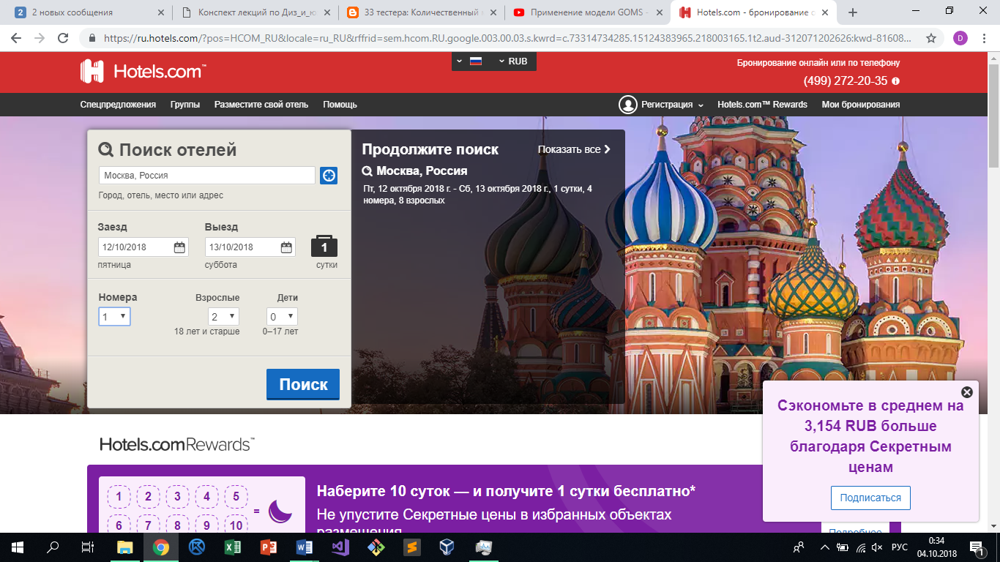 2 новых сообщения
Конспект лекций по Диз_и_ю
33 тестера: Количественный
Применение модели GOMS -
Hotels.com - бронирование о
https://ru.hotels.com/?pos=HCOM_RU&locale=ru_RU&rffrid=sem.hcom.RU.google.003.00.03.s.kwrd=c.73314734285.15124383965.218003165.1t2.aud-312071202626:kwd-81608...
D
Hotels.com™
RUB
Бронирование онлайн или по телефону
(499) 272-20-35
Спецпредложения Группы Разместите свой отель Помощь
Регистрация Hotels.com™ Rewards Мои бронирования
Поиск отелей
Москва, Россия
Город, отель, место или адрес
Заезд Выезд
12/10/2018 13/10/2018 1
пятница суббота сутки
Номера Взрослые Дети
1 2 0
18 лет и старше 0–17 лет
Поиск
Продолжите поиск Показать все
Москва, Россия
Пт, 12 октября 2018 г. - Сб, 13 октября 2018 г., 1 сутки, 4
номера, 8 взрослых
Сэкономьте в среднем на
3,154 RUB больше
благодаря Секретным
ценам
Подписаться
Hotels.com Rewards™
1 2 3 4 5
=
6 7 8 9 10
Наберите 10 суток — и получите 1 сутки бесплатно*
Не упустите Секретные цены в избранных объектах
размещения
Подробнее
РУС
0:34
04.10.2018
1